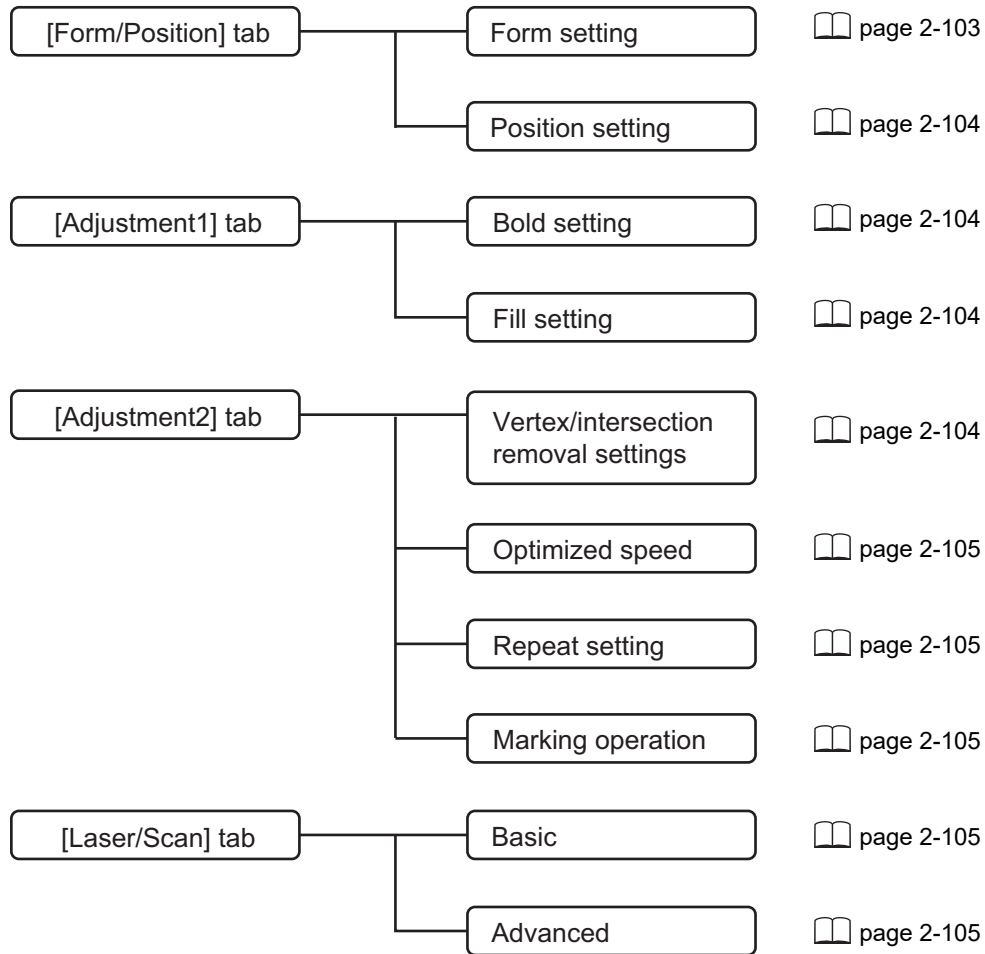 [Form/Position] tab
Form setting
page 2-103
Position setting
page 2-104
[Adjustment1] tab
Bold setting
page 2-104
Fill setting
page 2-104
[Adjustment2] tab
Vertex/intersection
removal settings
page 2-104
Optimized speed
page 2-105
Repeat setting
page 2-105
Marking operation
page 2-105
[Laser/Scan] tab
Basic
page 2-105
Advanced
page 2-105